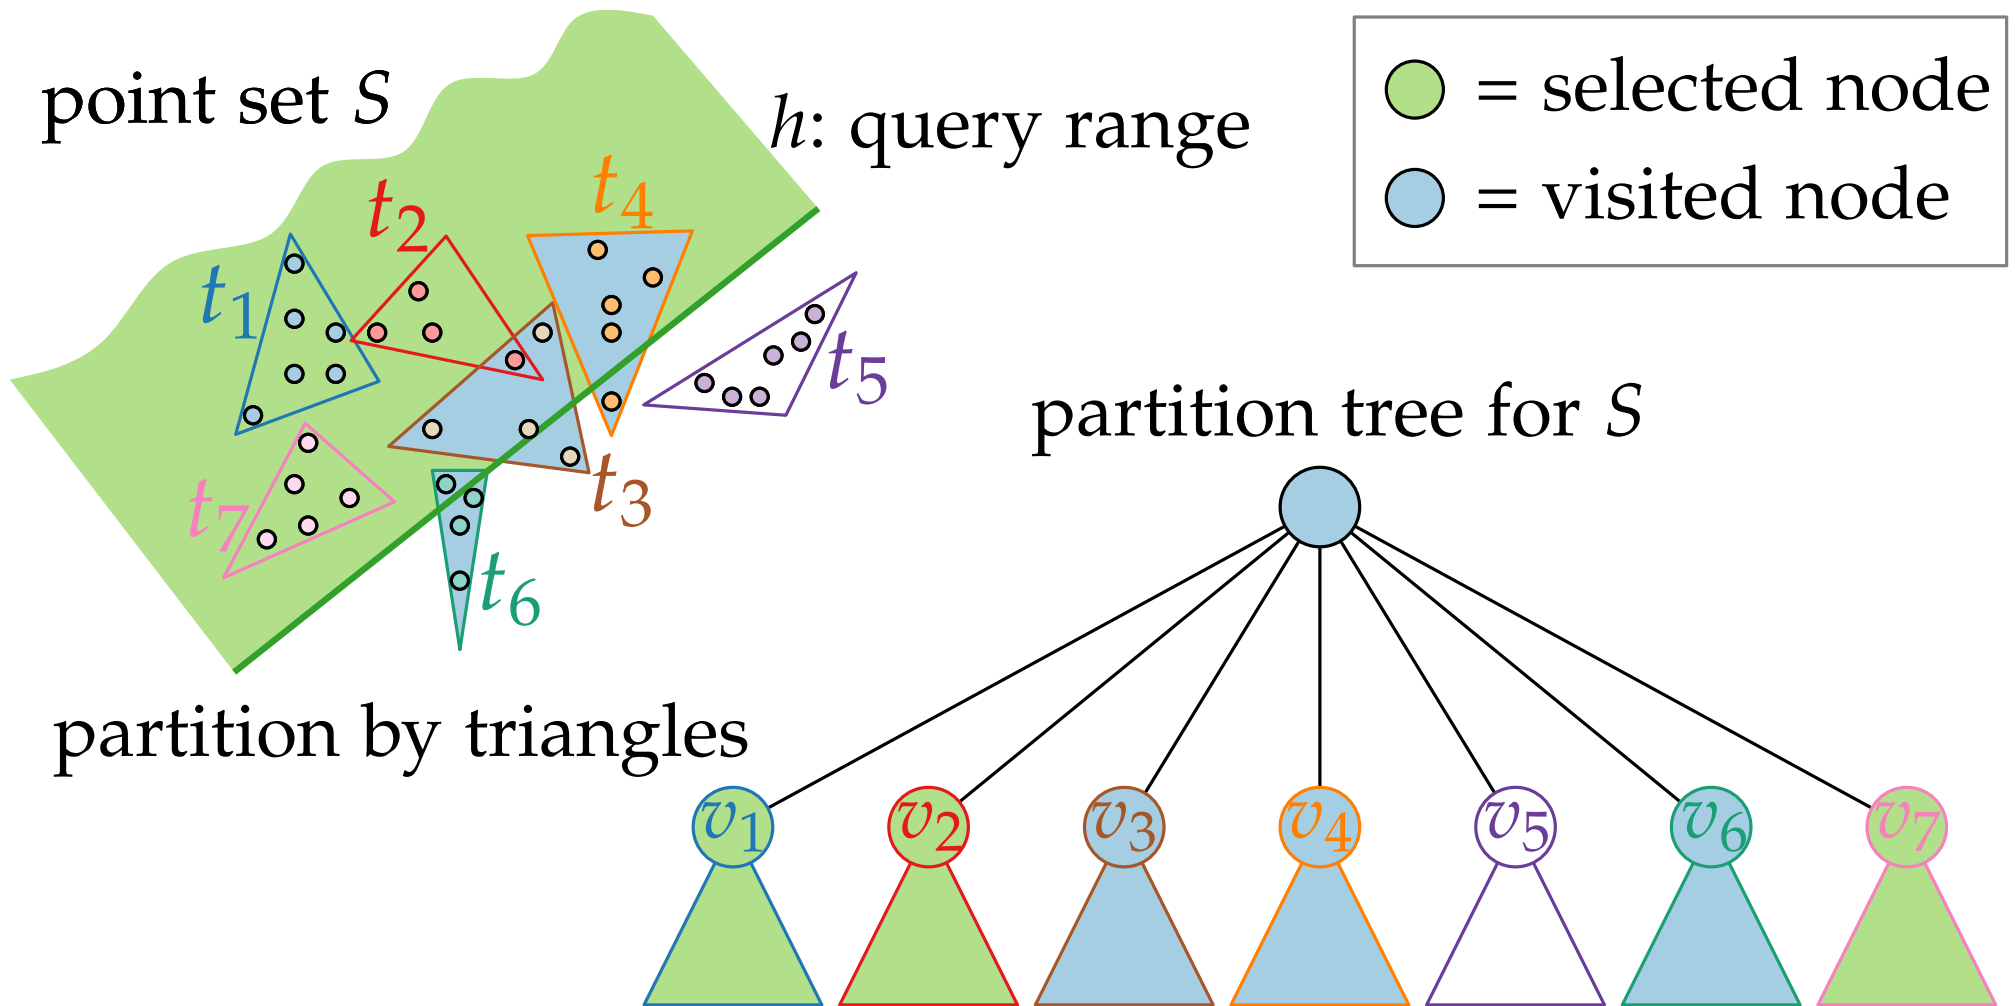 point set S
h: query range
= selected node
= visited node
t4
t2
t1
t5
t3
t7
t6
partition tree for S
partition by triangles
v1 v2 v3 v4 v5 v6 v7